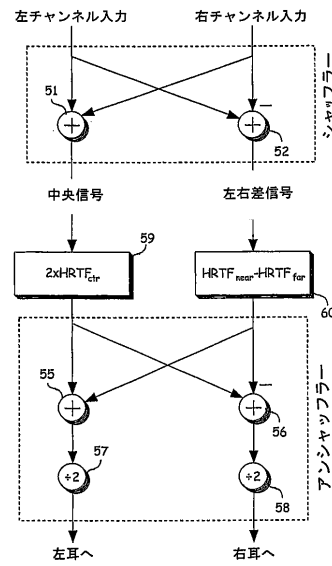 左チャンネル入力
右チャンネル入力
シャッフラー
51
+
−
+
52
中央信号
左右差信号
59
2xHRTFctr
HRTFnear-HRTFfar
60
アンシャッフラー
55
+
−
+
56
57
÷2
÷2
58
左耳へ
右耳へ